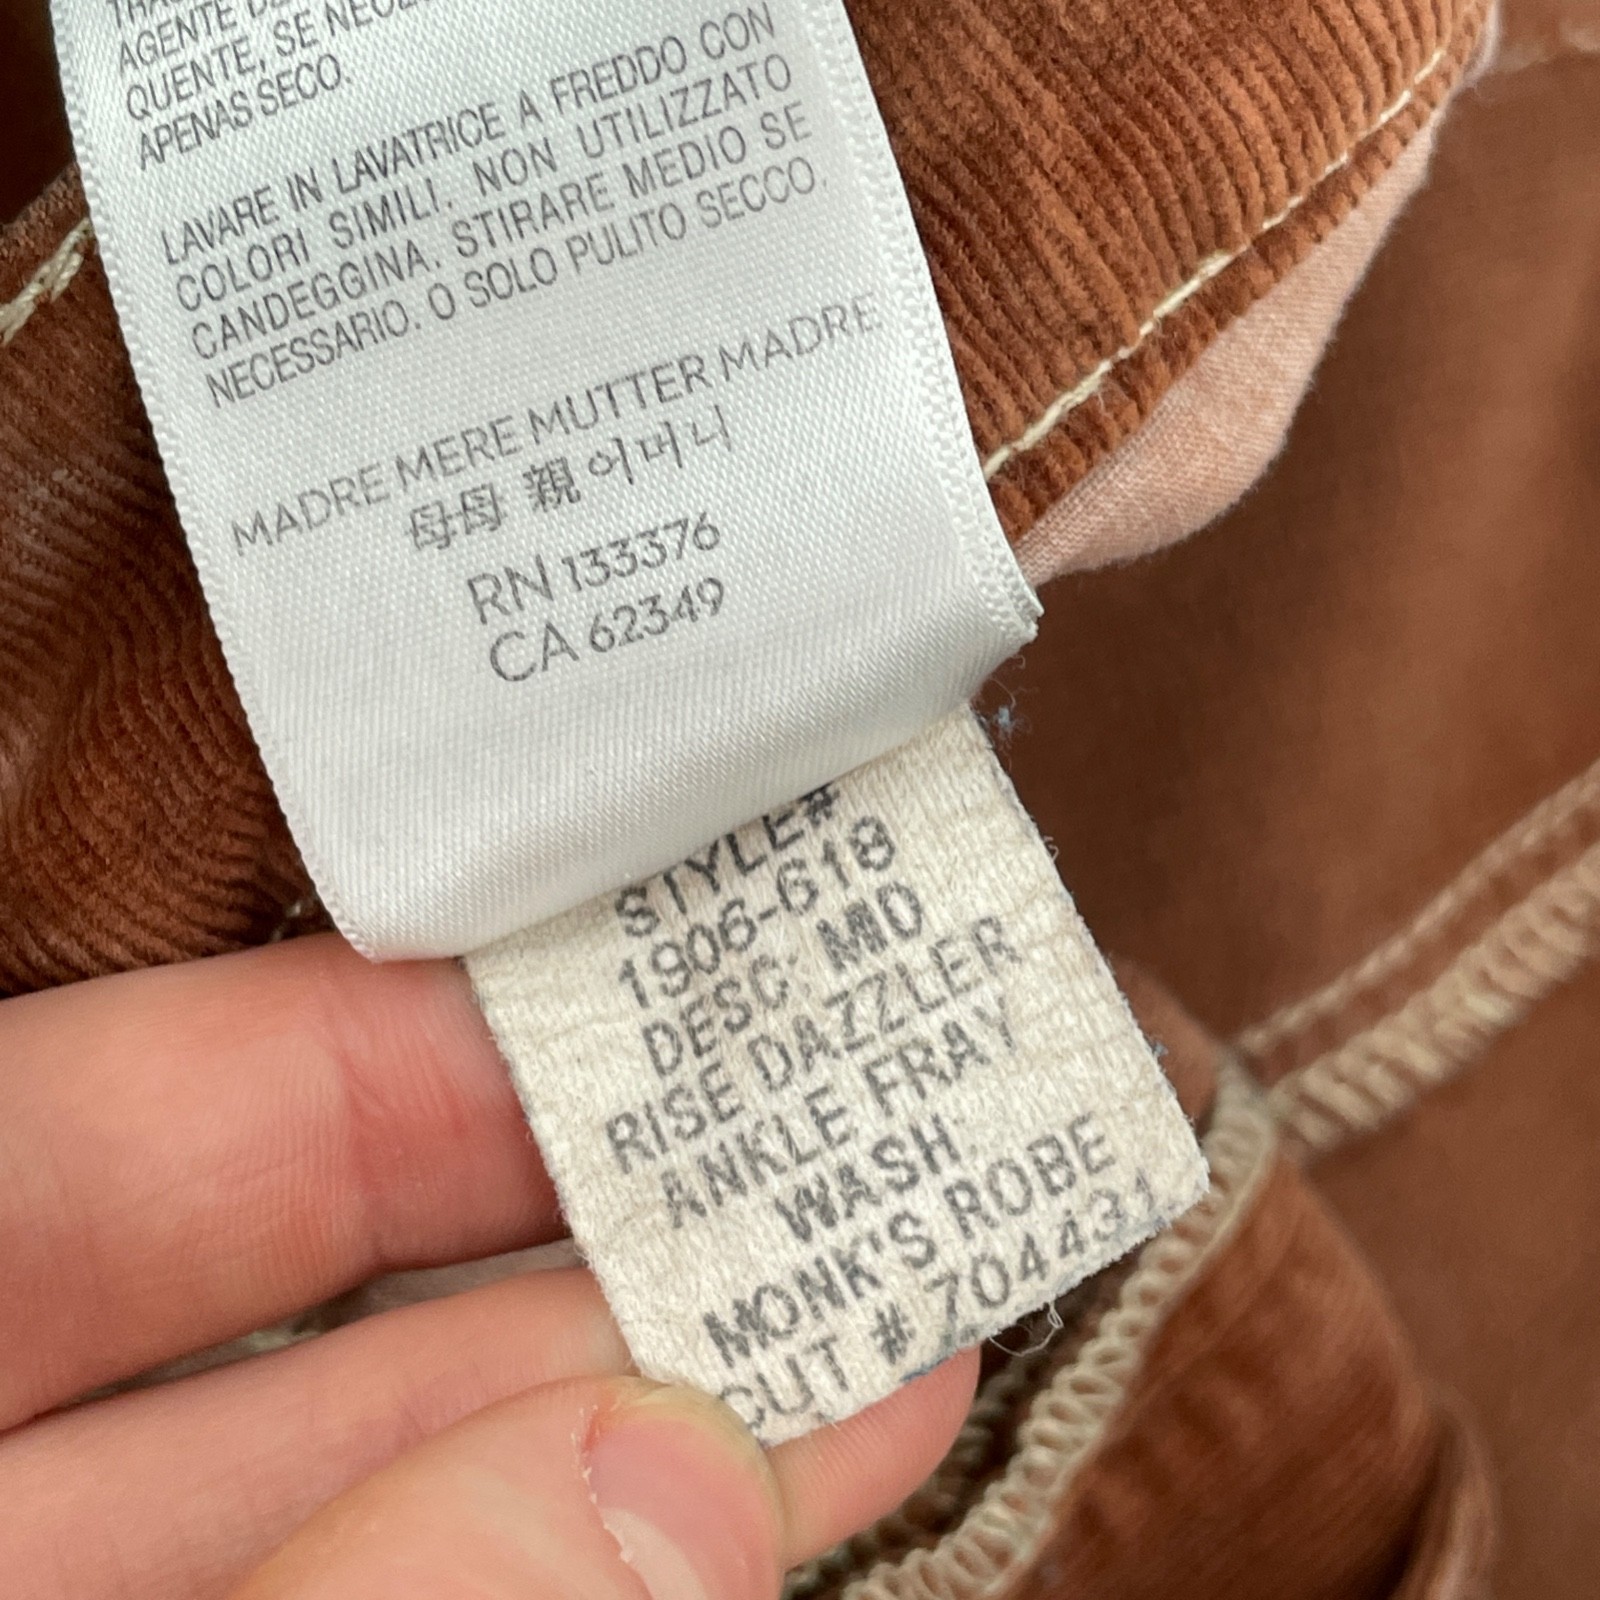 AGENTE
QUENTE, SE
APENAS SECO.
LAVARE IN LAVATRICE A FREDDO CON
COLORI SIMILI. NON UTILIZZATO
CANDEGGINA. STIRARE MEDIO SE
NECESSARIO. O SOLO PULITO SECCO.
MADRE MERE MUTTER MADRE
母母 親 어머니
RN 133376
CA 62349
STYLE#
1906-618
DESC: MID
RISE DAZZLER
ANKLE FRAY
WASH:
MONK'S ROBE
CUT # 704431